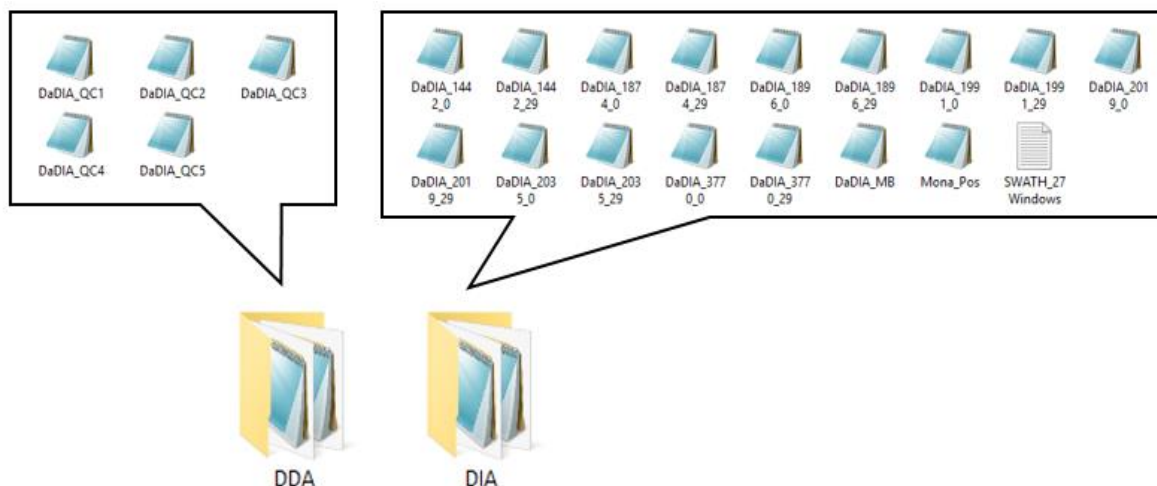 DaDIA_QC1 DaDIA_QC2 DaDIA_QC3
DaDIA_QC4 DaDIA_QC5
DaDIA_144 DaDIA_144 DaDIA_187 DaDIA_187 DaDIA_189 DaDIA_189 DaDIA_199 DaDIA_199 DaDIA_201
2_0 2_29 4_0 4_29 6_0 6_29 1_0 1_29 9_0
DaDIA_201 DaDIA_203 DaDIA_203 DaDIA_377 DaDIA_377 DaDIA_MB Mona_Pos SWATH_27
9_29 5_0 5_29 0_0 0_29 Windows
DDA DIA